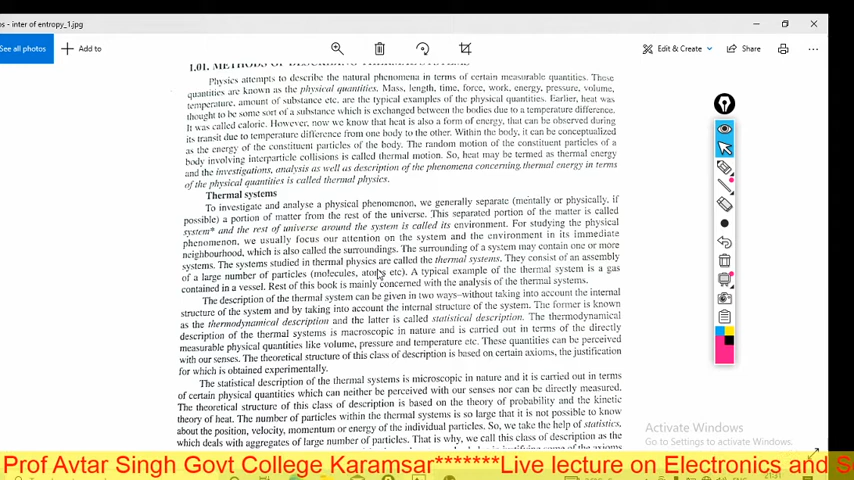 os - inter of entropy_1.jpg
See all photos
Add to
Edit & Create
Share
1.01. METHODS OF DESCRIBING THERMAL SYSTEMS
Physics attempts to describe the natural phenomena in terms of certain measurable quantities. These
quantities are known as the physical quantities. Mass, length, time, force, work, energy, pressure, volume,
temperature, amount of substance etc. are the typical examples of the physical quantities. Earlier, heat was
thought to be some sort of a substance which is exchanged between the bodies due to a temperature difference.
It was called caloric. However, now we know that heat is also a form of energy, that can be observed during
its transit due to temperature difference from one body to the other. Within the body, it can be conceptualized
as the energy of the constituent particles of the body. The random motion of the constituent particles of a
body involving interparticle collisions is called thermal motion. So, heat may be termed as thermal energy
and the investigations, analysis as well as description of the phenomena concerning thermal energy in terms
of the physical quantities is called thermal physics.
Thermal systems
To investigate and analyse a physical phenomenon, we generally separate (mentally or physically, if
possible) a portion of matter from the rest of the universe. This separated portion of the matter is called
system* and the rest of universe around the system is called its environment. For studying the physical
phenomenon, we usually focus our attention on the system and the environment in its immediate
neighbourhood, which is also called the surroundings. The surrounding of a system may contain one or more
systems. The systems studied in thermal physics are called the thermal systems. They consist of an assembly
of a large number of particles (molecules, atoms etc). A typical example of the thermal system is a gas
contained in a vessel. Rest of this book is mainly concerned with the analysis of the thermal systems.
The description of the thermal system can be given in two ways–without taking into account the internal
structure of the system and by taking into account the internal structure of the system. The former is known
as the thermodynamical description and the latter is called statistical description. The thermodynamical
description of the thermal systems is macroscopic in nature and is carried out in terms of the directly
measurable physical quantities like volume, pressure and temperature etc. These quantities can be perceived
with our senses. The theoretical structure of this class of description is based on certain axioms, the justification
for which is obtained experimentally.
The statistical description of the thermal systems is microscopic in nature and it is carried out in terms
of certain physical quantities which can neither be perceived with our senses nor can be directly measured.
The theoretical structure of this class of description is based on the theory of probability and the kinetic
theory of heat. The number of particles within the thermal systems is so large that it is not possible to know
about the position, velocity, momentum or energy of the individual particles. So, we take the help of statistics,
which deals with aggregates of large number of particles. That is why, we call this class of description as the
Activate Windows
Go to Settings to activate Windows.
Prof Avtar Singh Govt College Karamsar*******Live lecture on Electronics and S